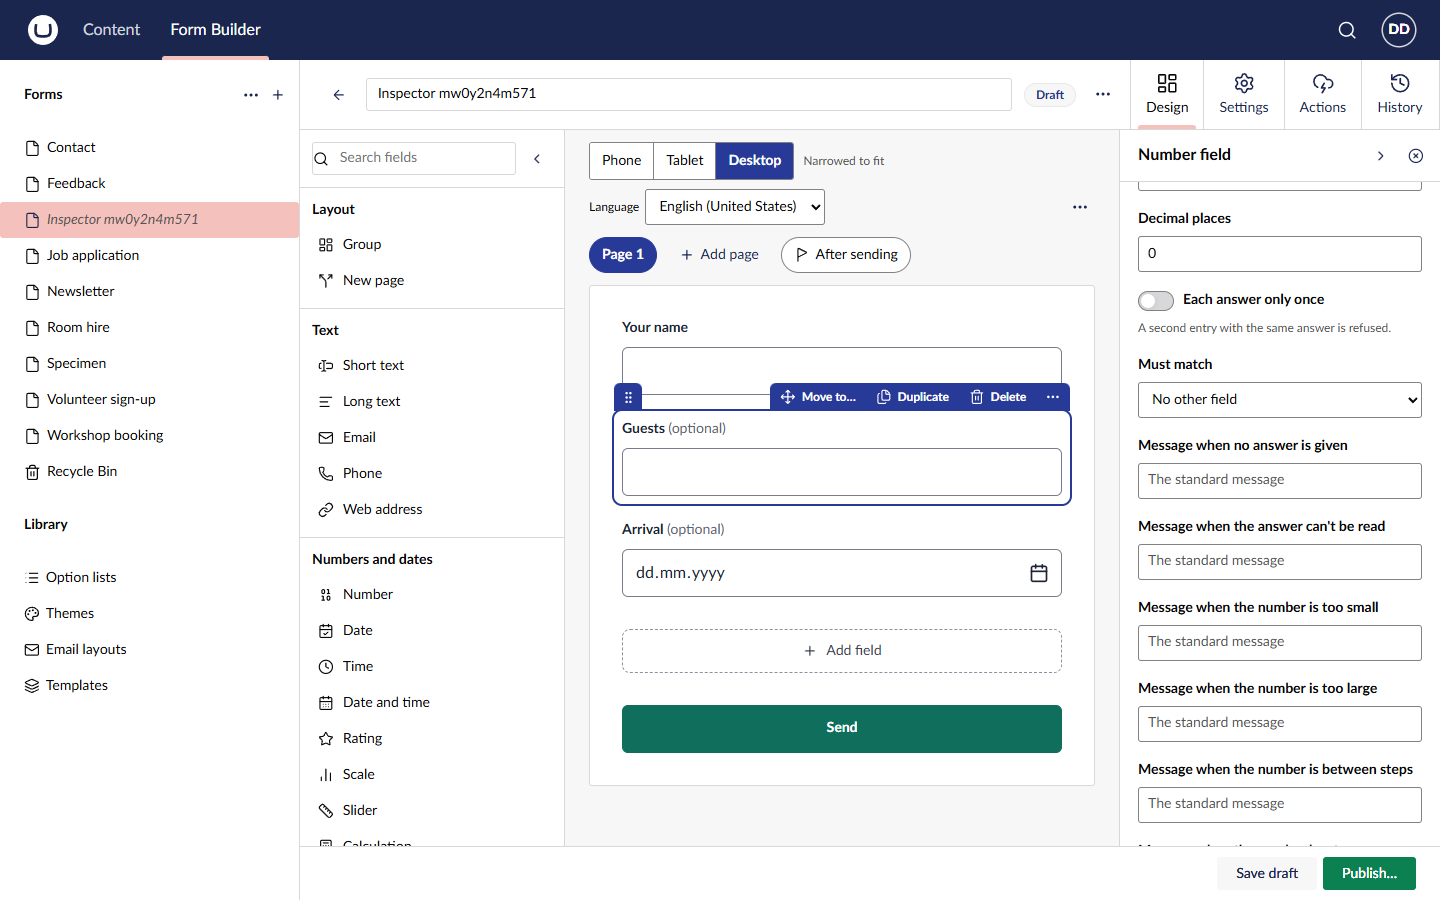 Content
Form Builder
DD
Forms
Contact
Feedback
Inspector mw0y2n4m571
Job application
Newsletter
Room hire
Specimen
Volunteer sign-up
Workshop booking
Recycle Bin
Library
Option lists
Themes
Email layouts
Templates
Inspector mw0y2n4m571
Draft
Design
Settings
Actions
History
Search fields
Layout
Group
New page
Text
Short text
Long text
Email
Phone
Web address
Numbers and dates
Number
Date
Time
Date and time
Rating
Scale
Slider
Calculation
Phone
Tablet
Desktop
Narrowed to fit
Language
English (United States)
Page 1
Add page
After sending
Your name
Move to...
Duplicate
Delete
Guests (optional)
Arrival (optional)
dd.mm.yyyy
Add field
Send
Number field
Decimal places
0
Each answer only once
A second entry with the same answer is refused.
Must match
No other field
Message when no answer is given
The standard message
Message when the answer can't be read
The standard message
Message when the number is too small
The standard message
Message when the number is too large
The standard message
Message when the number is between steps
The standard message
Save draft
Publish...